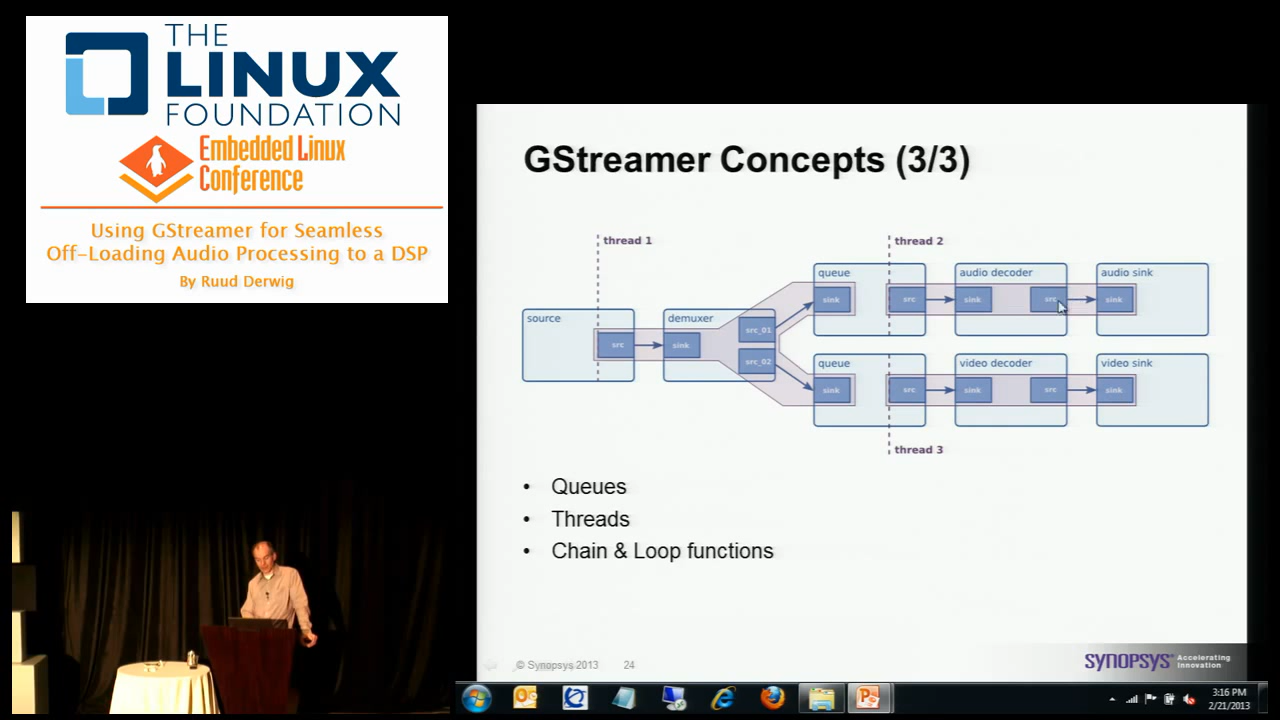 THE
LINUX
FOUNDATION
Embedded Linux
Conference
Using GStreamer for Seamless
Off-Loading Audio Processing to a DSP
By Ruud Derwig
GStreamer Concepts (3/3)
thread 1
thread 2
queue
audio decoder
audio sink
sink
src
sink
src
sink
source
demuxer
src
sink
src_01
src_02
queue
video decoder
video sink
sink
src
sink
src
sink
thread 3
• Queues
• Threads
• Chain & Loop functions
© Synopsys 2013 24
SYNOPSYS Accelerating
Innovation
3:16 PM
2/21/2013